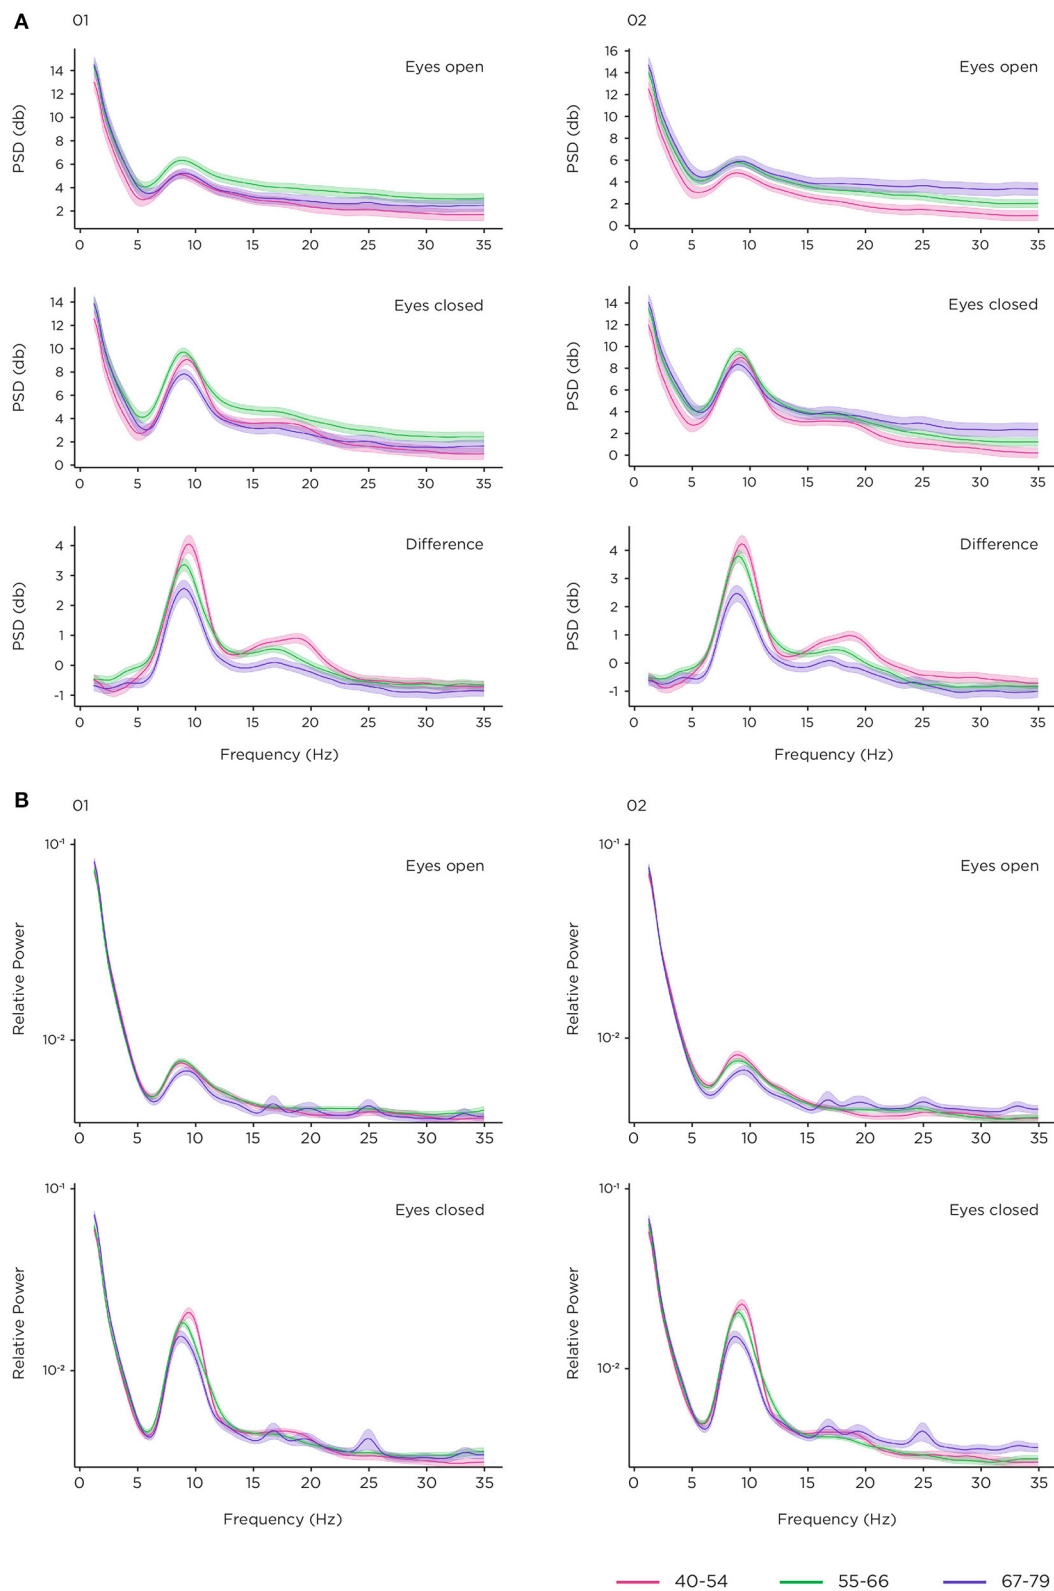 A
O1
O2
Eyes open
PSD (db)
14
12
10
8
6
4
2
0 5 10 15 20 25 30 35
Eyes open
PSD (db)
16
14
12
10
8
6
4
2
0
0 5 10 15 20 25 30 35
Eyes closed
PSD (db)
14
12
10
8
6
4
2
0
0 5 10 15 20 25 30 35
Eyes closed
PSD (db)
14
12
10
8
6
4
2
0
0 5 10 15 20 25 30 35
Difference
PSD (db)
4
3
2
1
0
-1
0 5 10 15 20 25 30 35
Frequency (Hz)
Difference
PSD (db)
4
3
2
1
0
-1
0 5 10 15 20 25 30 35
Frequency (Hz)
B
O1
O2
Eyes open
Relative Power
10-1
10-2
0 5 10 15 20 25 30 35
Eyes open
Relative Power
10-1
10-2
0 5 10 15 20 25 30 35
Eyes closed
Relative Power
10-1
10-2
0 5 10 15 20 25 30 35
Frequency (Hz)
Eyes closed
Relative Power
10-1
10-2
0 5 10 15 20 25 30 35
Frequency (Hz)
40-54 55-66 67-79